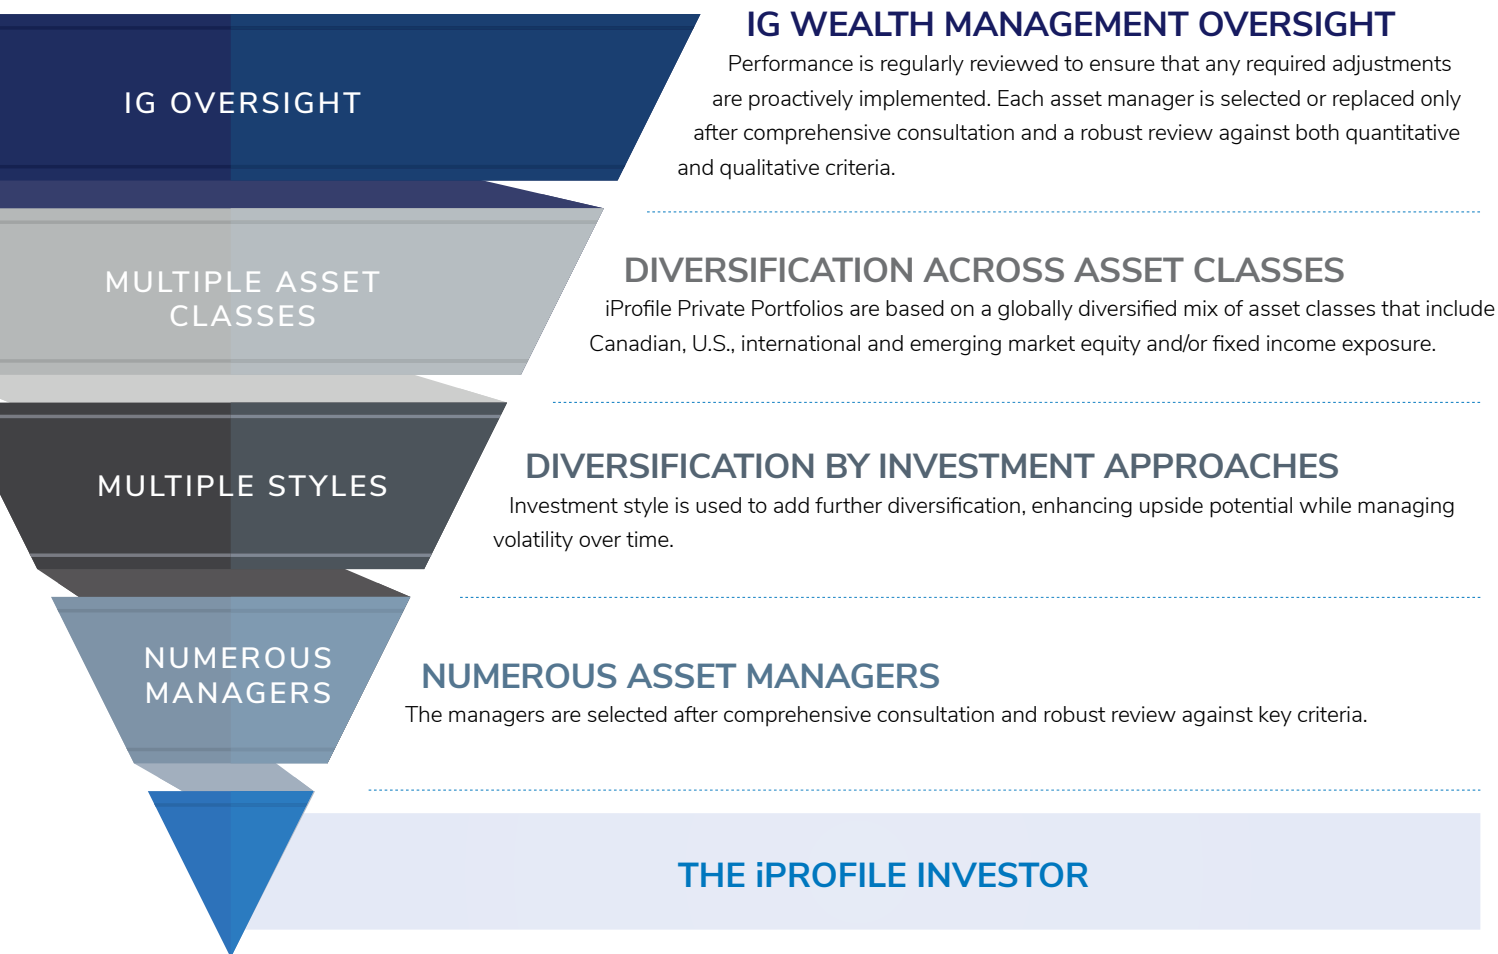 IG OVERSIGHT
IG WEALTH MANAGEMENT OVERSIGHT
Performance is regularly reviewed to ensure that any required adjustments
are proactively implemented. Each asset manager is selected or replaced only
after comprehensive consultation and a robust review against both quantitative
and qualitative criteria.
MULTIPLE ASSET
CLASSES
DIVERSIFICATION ACROSS ASSET CLASSES
iProfile Private Portfolios are based on a globally diversified mix of asset classes that include
Canadian, U.S., international and emerging market equity and/or fixed income exposure.
MULTIPLE STYLES
DIVERSIFICATION BY INVESTMENT APPROACHES
Investment style is used to add further diversification, enhancing upside potential while managing
volatility over time.
NUMEROUS
MANAGERS
NUMEROUS ASSET MANAGERS
The managers are selected after comprehensive consultation and robust review against key criteria.
THE iPROFILE INVESTOR